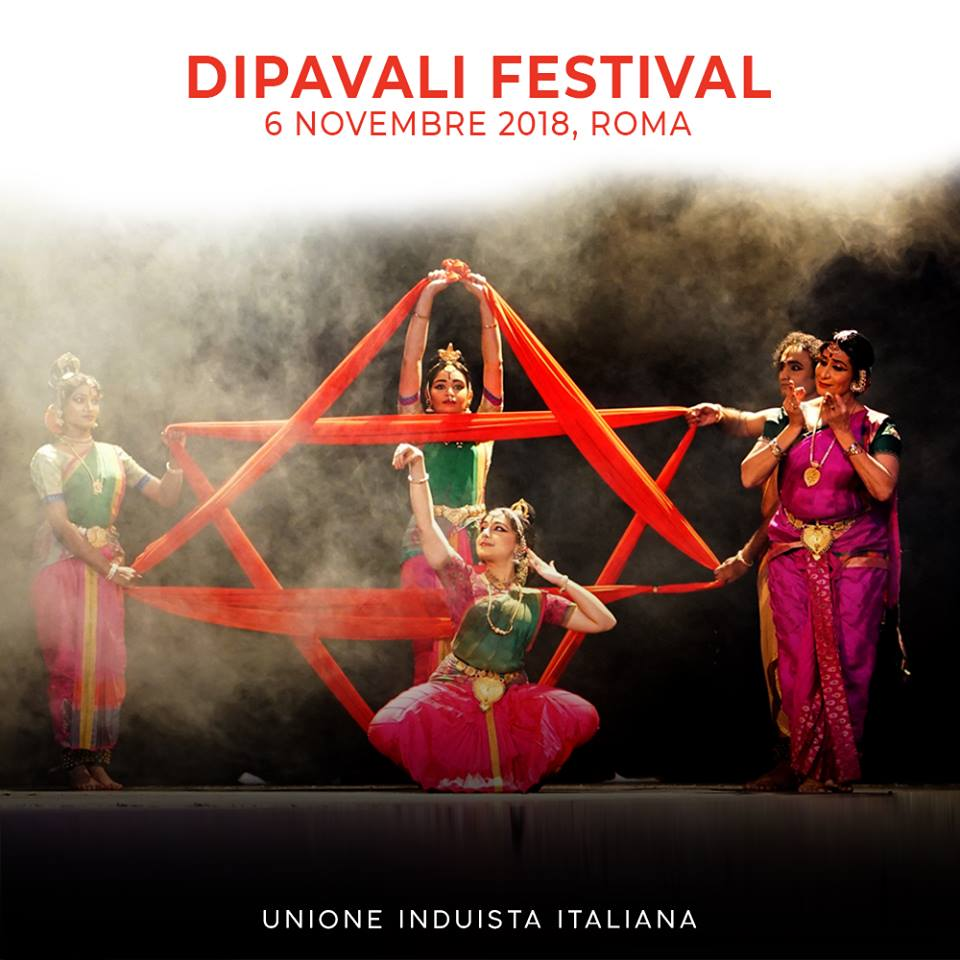 DIPAVALI FESTIVAL
6 NOVEMBRE 2018, ROMA
UNIONE INDUISTA ITALIANA